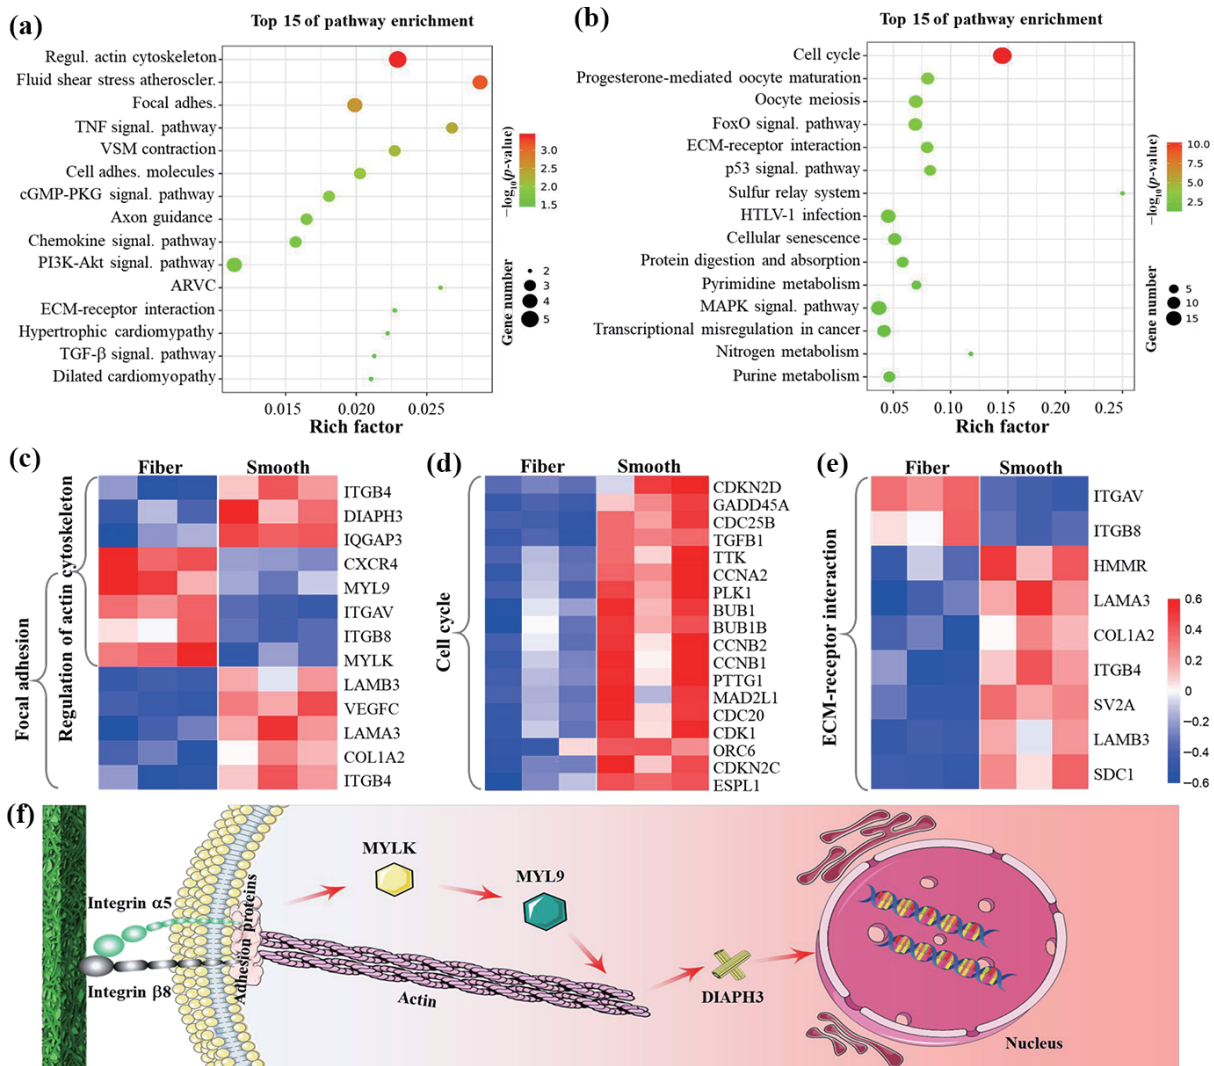 (a)
Top 15 of pathway enrichment
Regul. actin cytoskeleton
Fluid shear stress atheroscler.
Focal adhes.
TNF signal. pathway
VSM contraction
Cell adhes. molecules
cGMP-PKG signal. pathway
Axon guidance
Chemokine signal. pathway
PI3K-Akt signal. pathway
ARVC
ECM-receptor interaction
Hypertrophic cardiomypathy
TGF-β signal. pathway
Dilated cardiomyopathy
0.015 0.020 0.025
Rich factor
−log10(p-value)
3.0
2.5
2.0
1.5
Gene number
2
3
4
5
(b)
Top 15 of pathway enrichment
Cell cycle
Progesterone-mediated oocyte maturation
Oocyte meiosis
FoxO signal. pathway
ECM-receptor interaction
p53 signal. pathway
Sulfur relay system
HTLV-1 infection
Cellular senescence
Protein digestion and absorption
Pyrimidine metabolism
MAPK signal. pathway
Transcriptional misregulation in cancer
Nitrogen metabolism
Purine metabolism
0.05 0.10 0.15 0.20 0.25
Rich factor
−log10(p-value)
10.0
7.5
5.0
2.5
Gene number
5
10
15
(c)
Fiber Smooth
Focal adhesion
Regulation of actin cytoskeleton
ITGB4
DIAPH3
IQGAP3
CXCR4
MYL9
ITGAV
ITGB8
MYLK
LAMB3
VEGFC
LAMA3
COL1A2
ITGB4
(d)
Fiber Smooth
Cell cycle
CDKN2D
GADD45A
CDC25B
TGFB1
TTK
CCNA2
PLK1
BUB1
BUB1B
CCNB2
CCNB1
PTTG1
MAD2L1
CDC20
CDK1
ORC6
CDKN2C
ESPL1
(e)
Fiber Smooth
ECM-receptor interaction
ITGAV
ITGB8
HMMR
LAMA3
COL1A2
ITGB4
SV2A
LAMB3
SDC1
0.6
0.4
0.2
0
−0.2
−0.4
−0.6
(f)
Integrin α5
Integrin β8
Adhesion proteins
MYLK
MYL9
Actin
DIAPH3
Nucleus